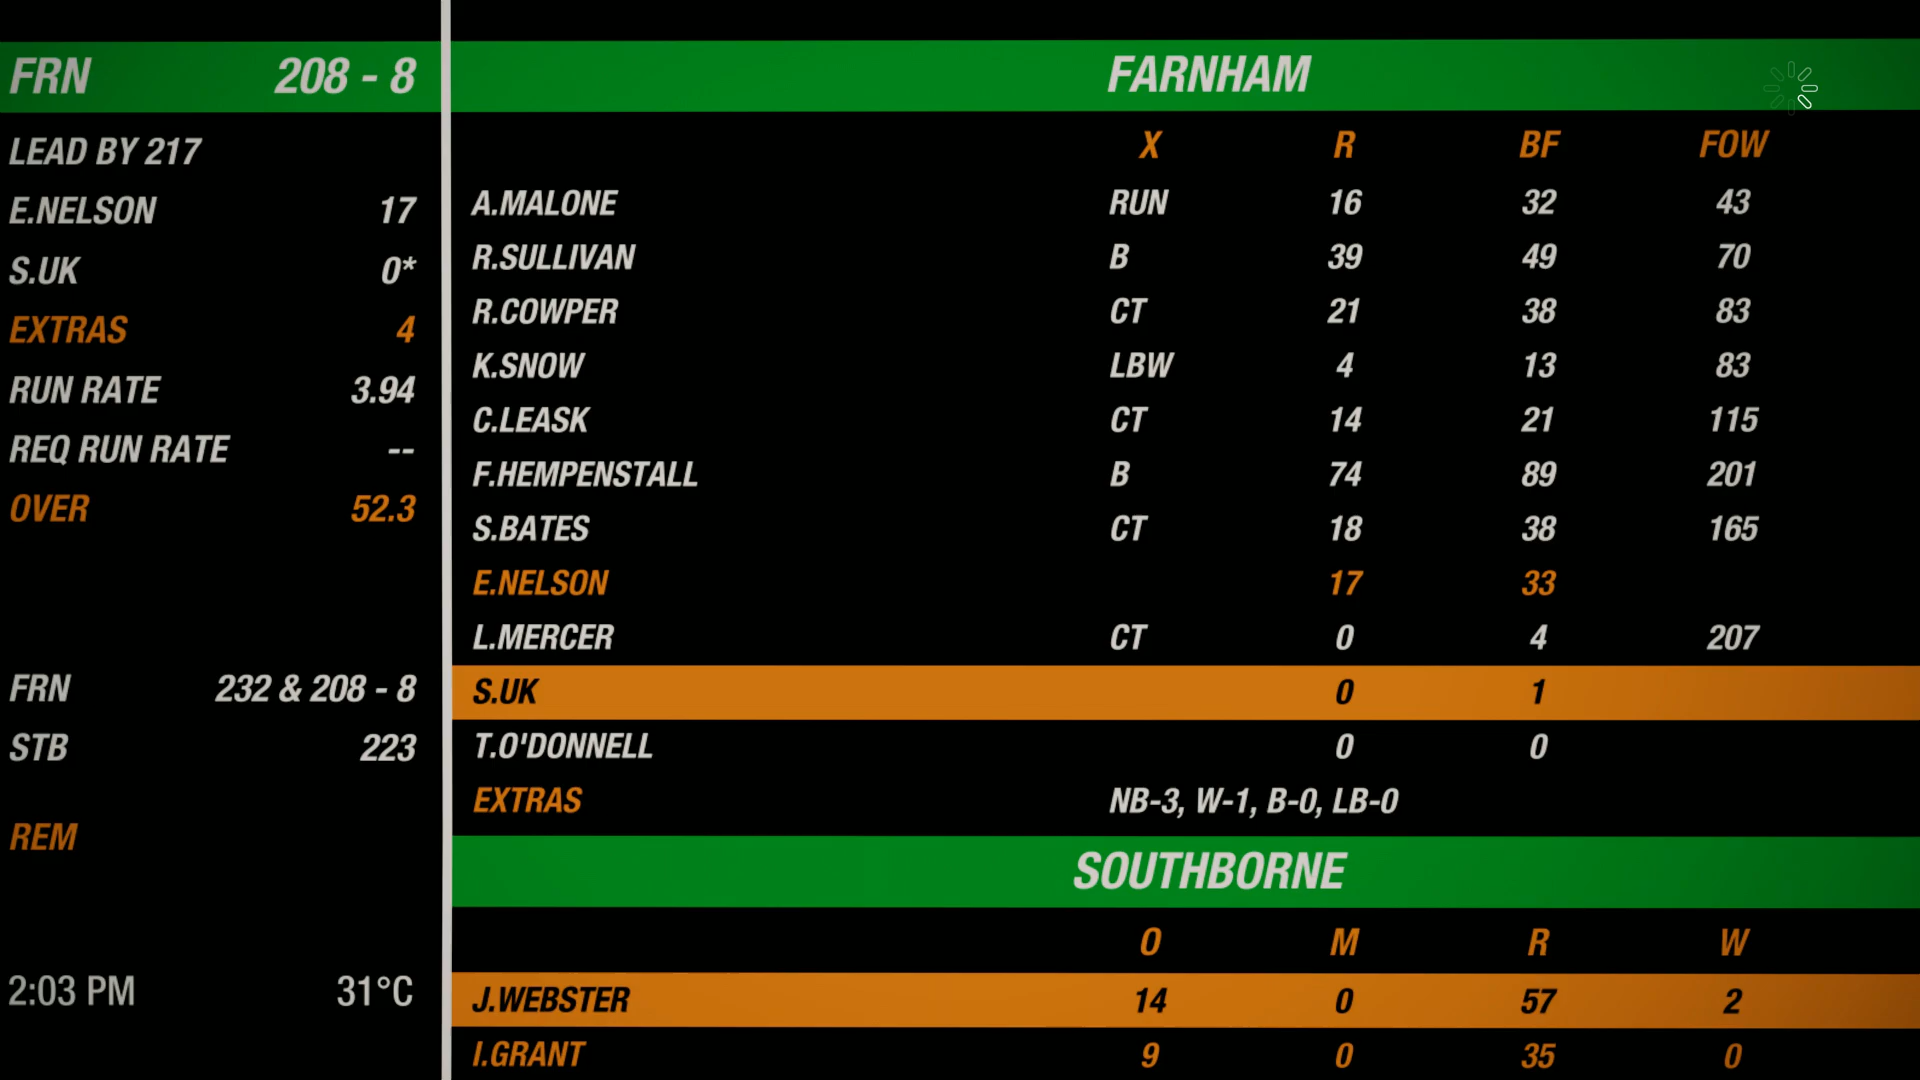 FRN 208 - 8
LEAD BY 217
E.NELSON 17
S.UK 0*
EXTRAS 4
RUN RATE 3.94
REQ RUN RATE --
OVER 52.3
FRN 232 & 208 - 8
STB 223
REM
2:03 PM 31°C
FARNHAM
X R BF FOW
A.MALONE RUN 16 32 43
R.SULLIVAN B 39 49 70
R.COWPER CT 21 38 83
K.SNOW LBW 4 13 83
C.LEASK CT 14 21 115
F.HEMPENSTALL B 74 89 201
S.BATES CT 18 38 165
E.NELSON 17 33
L.MERCER CT 0 4 207
S.UK 0 1
T.O'DONNELL 0 0
EXTRAS NB-3, W-1, B-0, LB-0
SOUTHBORNE
O M R W
J.WEBSTER 14 0 57 2
I.GRANT 9 0 35 0